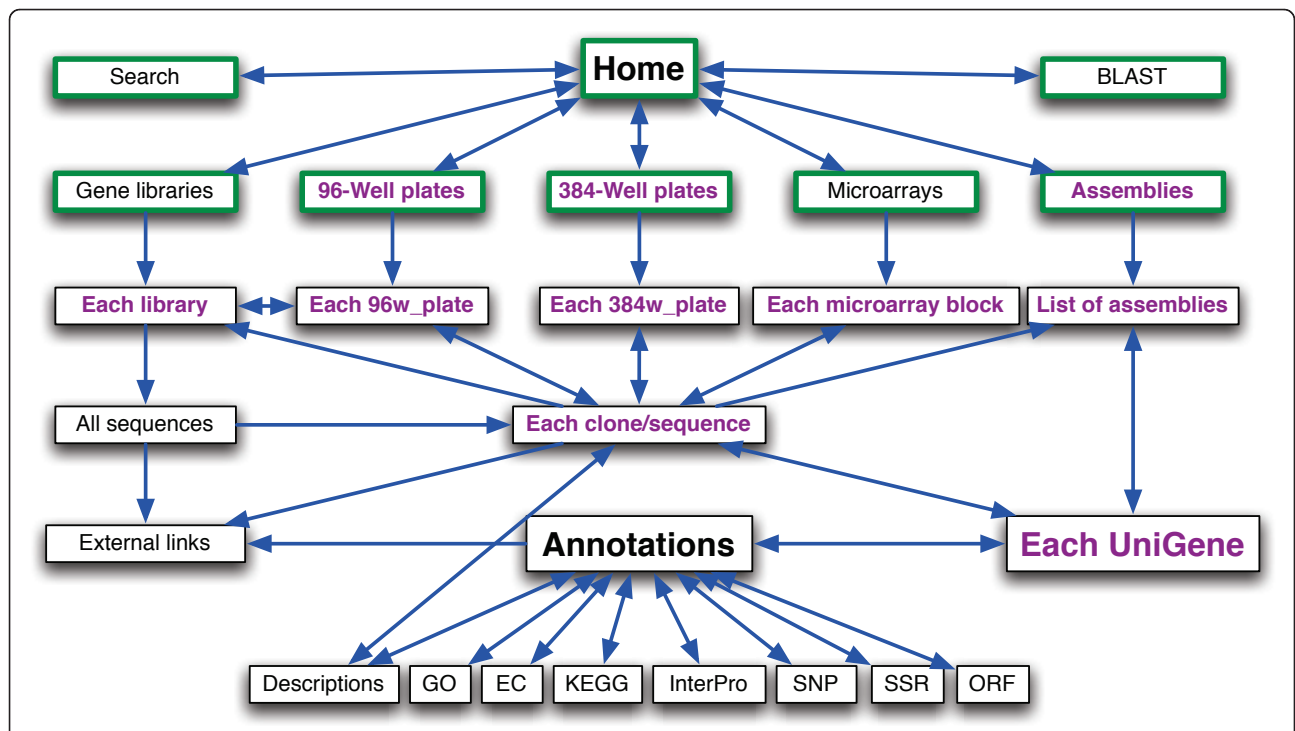 Home
Search
BLAST
Gene libraries
96-Well plates
384-Well plates
Microarrays
Assemblies
Each library
Each 96w_plate
Each 384w_plate
Each microarray block
List of assemblies
All sequences
Each clone/sequence
External links
Annotations
Each UniGene
Descriptions
GO
EC
KEGG
InterPro
SNP
SSR
ORF